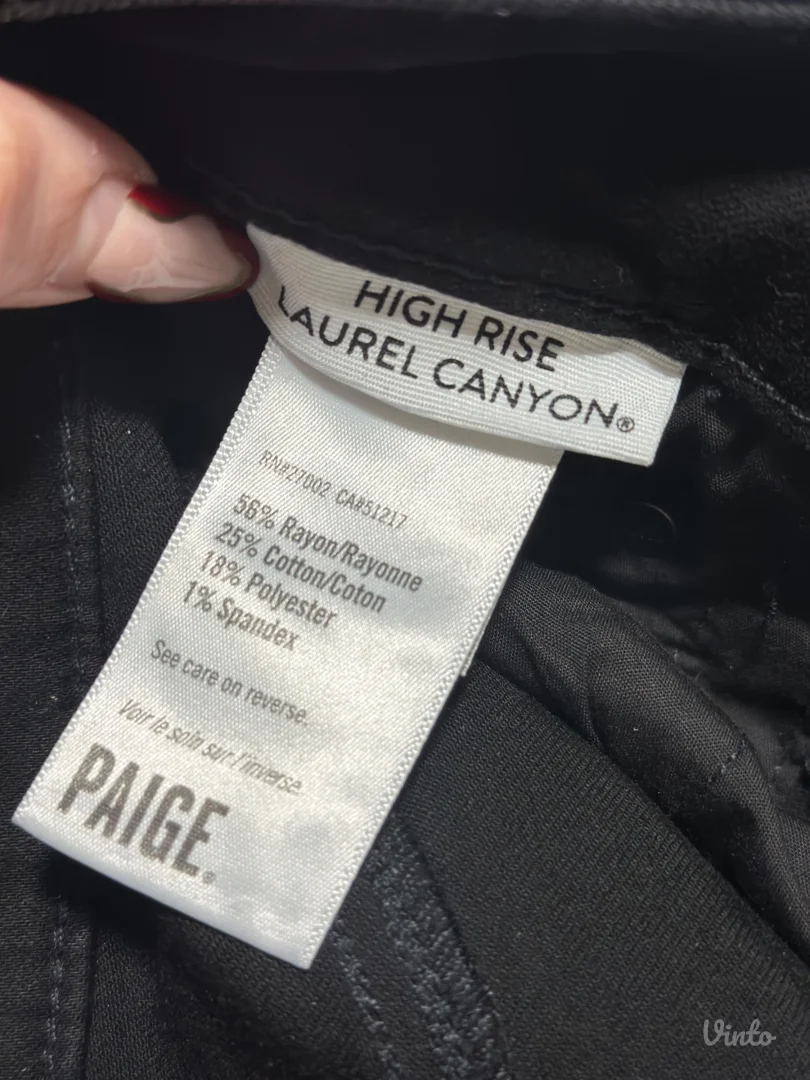 HIGH RISE
LAUREL CANYON®
RN#27002 CA#51217
56% Rayon/Rayonne
25% Cotton/Coton
18% Polyester
1% Spandex
See care on reverse.
Voir le soin sur l'inverse.
PAIGE.
Vinto